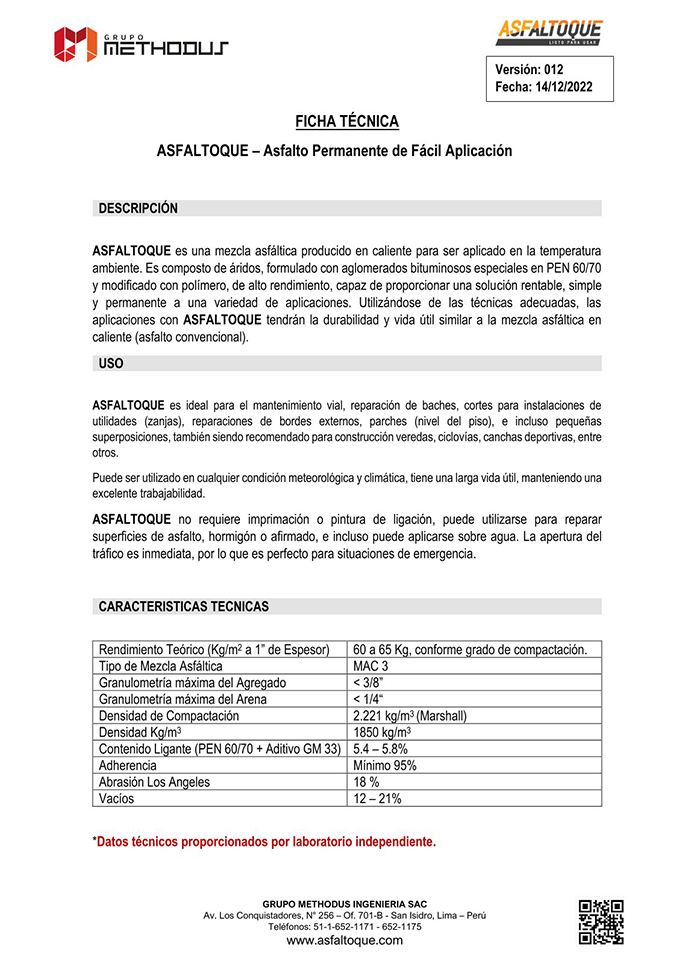 GRUPO
METHODUS
ASFALTOQUE
LISTO PARA USAR
Versión: 012
Fecha: 14/12/2022
FICHA TÉCNICA
ASFALTOQUE – Asfalto Permanente de Fácil Aplicación
DESCRIPCIÓN
ASFALTOQUE es una mezcla asfáltica producido en caliente para ser aplicado en la temperatura
ambiente. Es composto de áridos, formulado con aglomerados bituminosos especiales en PEN 60/70
y modificado con polímero, de alto rendimiento, capaz de proporcionar una solución rentable, simple
y permanente a una variedad de aplicaciones. Utilizándose de las técnicas adecuadas, las
aplicaciones con ASFALTOQUE tendrán la durabilidad y vida útil similar a la mezcla asfáltica en
caliente (asfalto convencional).
USO
ASFALTOQUE es ideal para el mantenimiento vial, reparación de baches, cortes para instalaciones de
utilidades (zanjas), reparaciones de bordes externos, parches (nivel del piso), e incluso pequeñas
superposiciones, también siendo recomendado para construcción veredas, ciclovías, canchas deportivas, entre
otros.
Puede ser utilizado en cualquier condición meteorológica y climática, tiene una larga vida útil, manteniendo una
excelente trabajabilidad.
ASFALTOQUE no requiere imprimación o pintura de ligación, puede utilizarse para reparar
superficies de asfalto, hormigón o afirmado, e incluso puede aplicarse sobre agua. La apertura del
tráfico es inmediata, por lo que es perfecto para situaciones de emergencia.
CARACTERISTICAS TECNICAS
Rendimiento Teórico (Kg/m² a 1” de Espesor) 60 a 65 Kg, conforme grado de compactación.
Tipo de Mezcla Asfáltica MAC 3
Granulometría máxima del Agregado < 3/8”
Granulometría máxima del Arena < 1/4“
Densidad de Compactación 2.221 kg/m³ (Marshall)
Densidad Kg/m³ 1850 kg/m³
Contenido Ligante (PEN 60/70 + Aditivo GM 33) 5.4 – 5.8%
Adherencia Mínimo 95%
Abrasión Los Angeles 18 %
Vacíos 12 – 21%
*Datos técnicos proporcionados por laboratorio independiente.
GRUPO METHODUS INGENIERIA SAC
Av. Los Conquistadores, N° 256 – Of. 701-B - San Isidro, Lima – Perú
Teléfonos: 51-1-652-1171 - 652-1175
www.asfaltoque.com